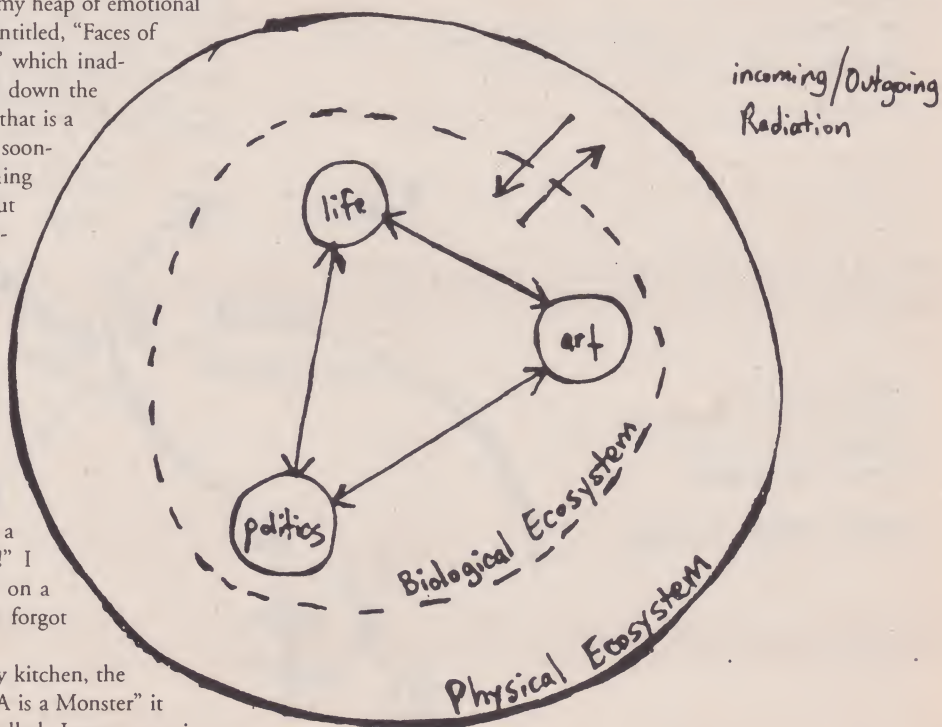 my heap of emotional
ntitled, “Faces of
” which inad-
down the
that is a
soon-
ing
ut
-
a
!” I
on a
forgot
y kitchen, the
A is a Monster” it
incoming/Outgoing
Radiation
life
art
politics
Biological Ecosystem
Physical Ecosystem